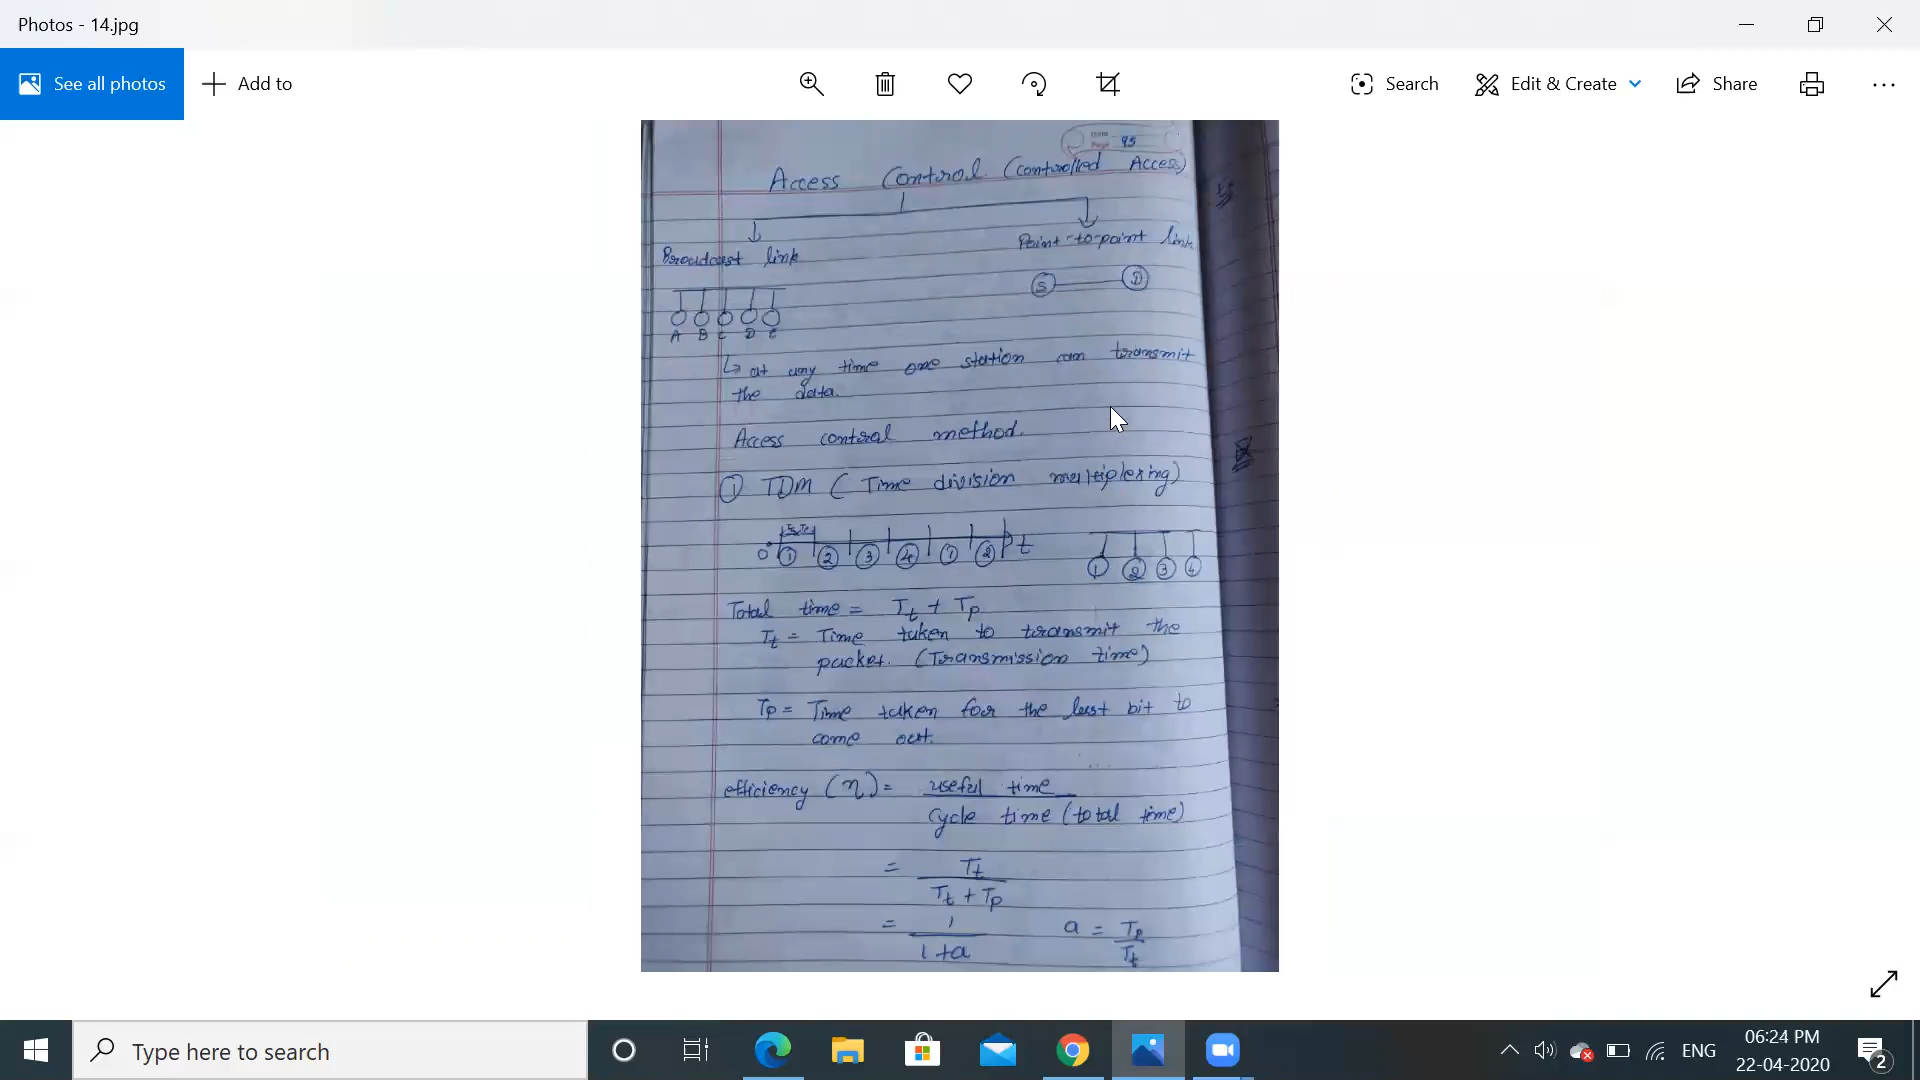 Photos - 14.jpg
See all photos
Add to
Search
Edit & Create
Share
Page 95
Access Control (controlled Access)
Broadcast link
Point-to-point link
S D
A B C D E
↳ at any time one station can transmit
the data.
Access control method.
① TDM ( Time division multiplexing)
0 ① ② ③ ④ ① ② t
① ② ③ ④
Total time = Tt + Tp
Tt = Time taken to transmit the
packet. (Transmission time)
Tp = Time taken for the last bit to
come out.
efficiency (η) = useful time
cycle time (total time)
= Tt
Tt + Tp
= 1
1+a
a = Tp
Tt
Type here to search
ENG
06:24 PM
22-04-2020
2